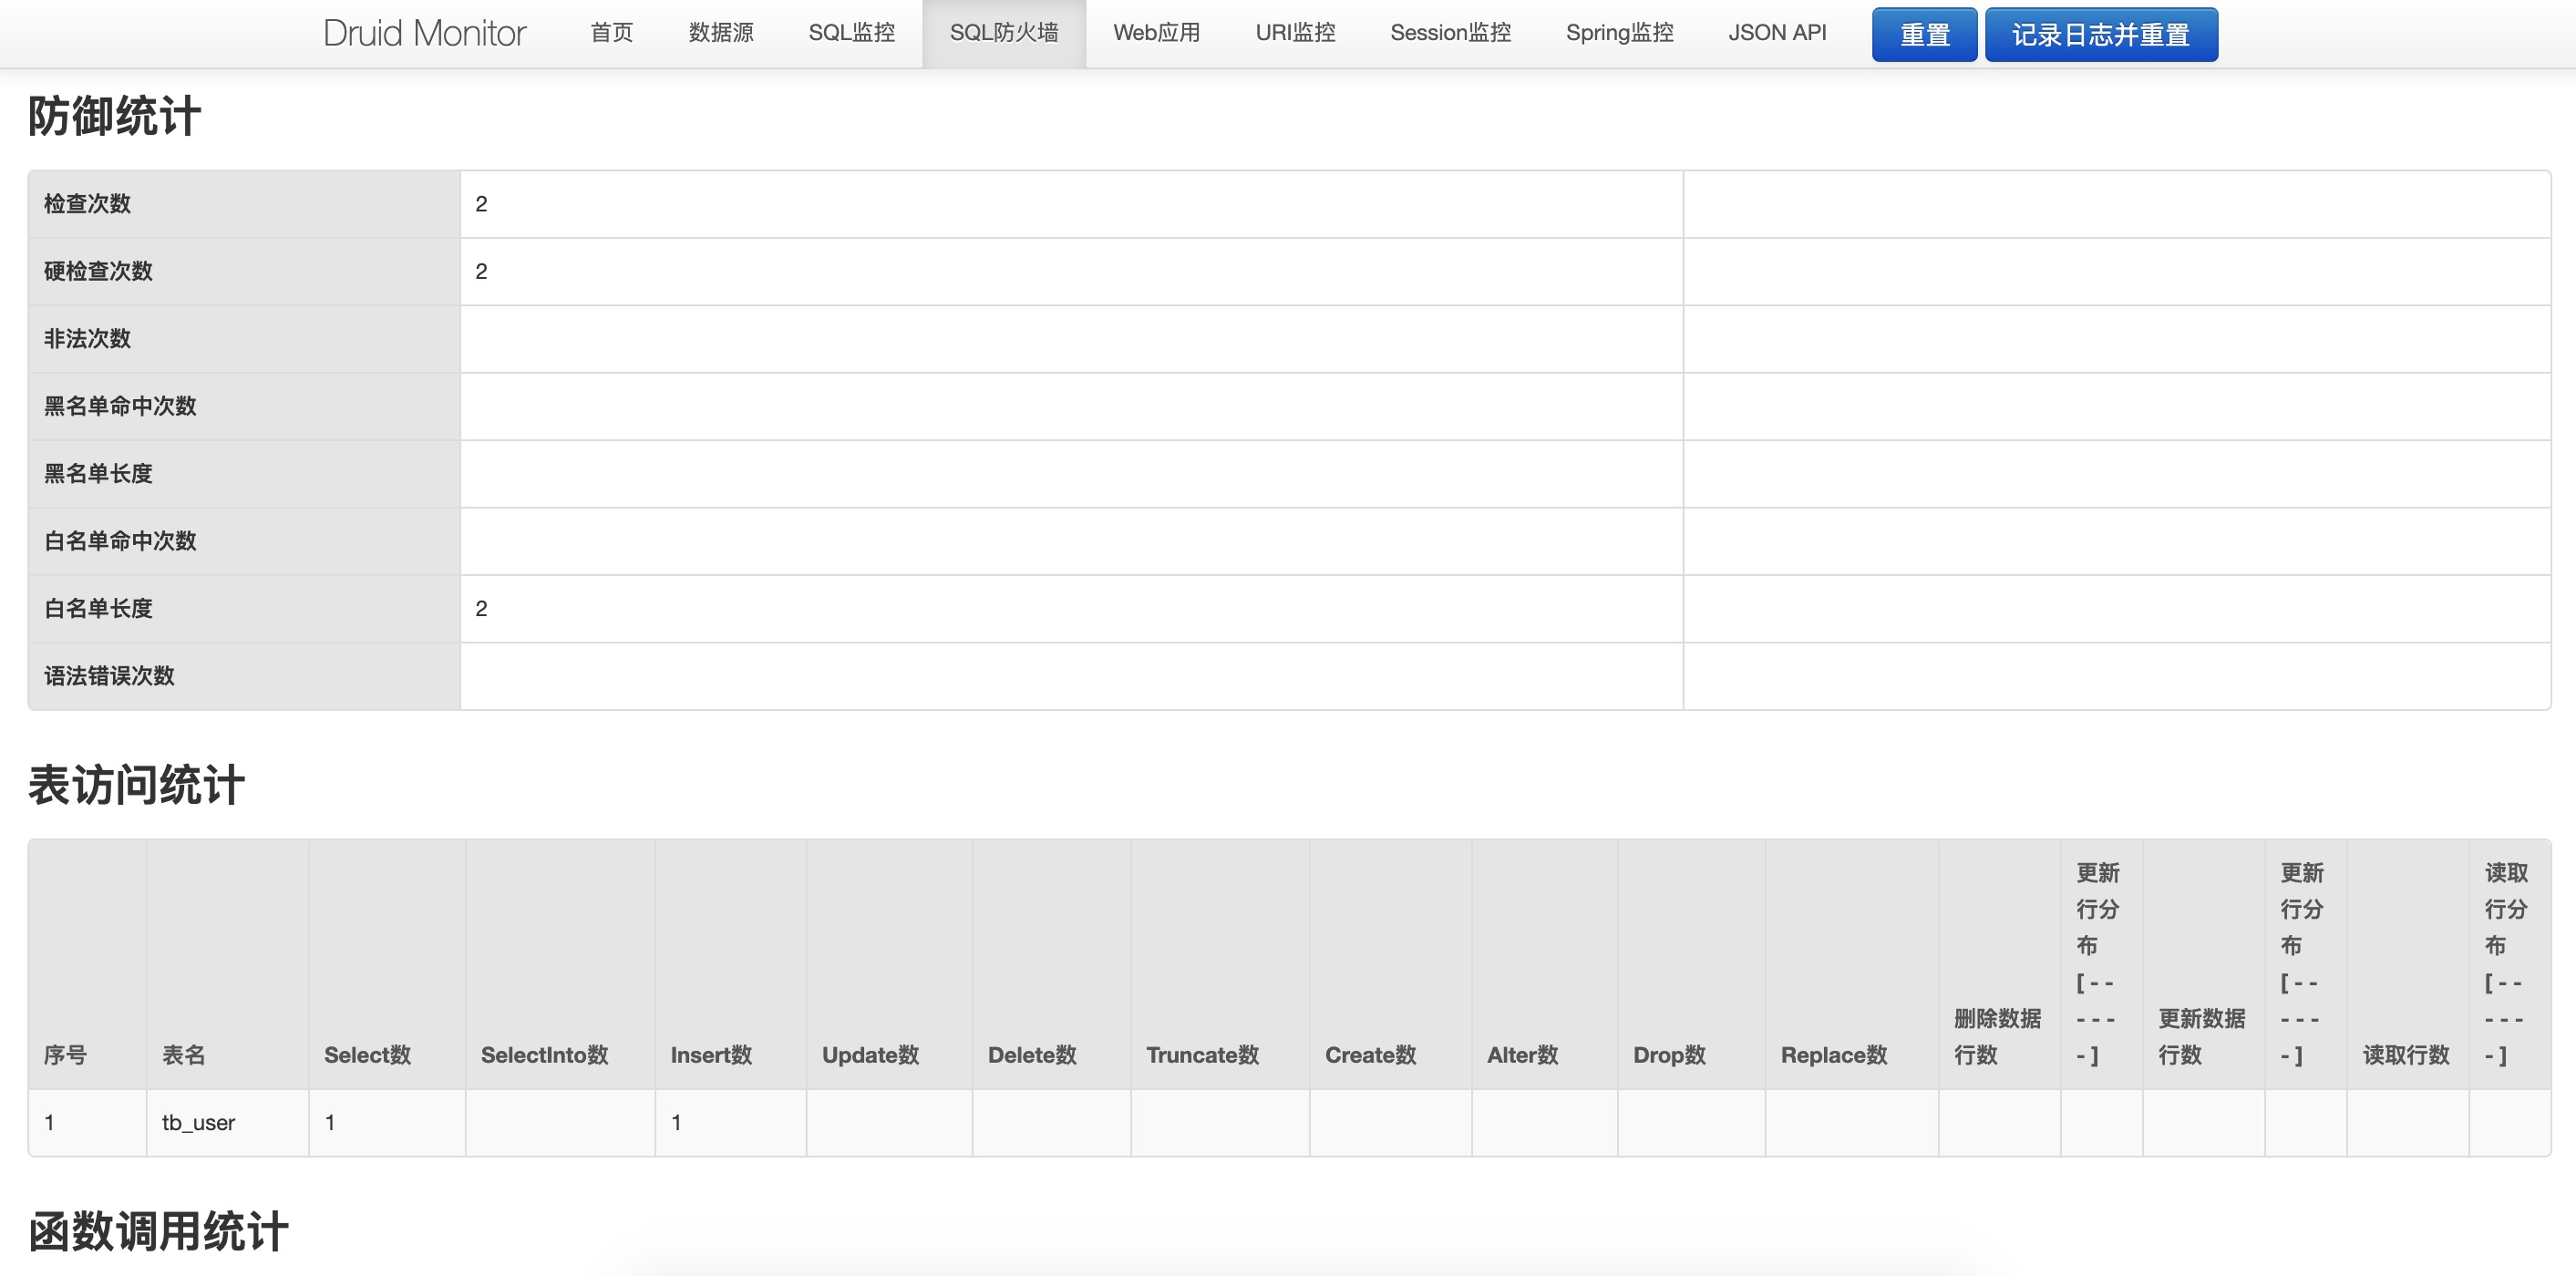 Druid Monitor 首页 数据源 SQL监控 SQL防火墙 Web应用 URI监控 Session监控 Spring监控 JSON API 重置 记录日志并重置
防御统计
检查次数 2
硬检查次数 2
非法次数
黑名单命中次数
黑名单长度
白名单命中次数
白名单长度 2
语法错误次数
表访问统计
序号 表名 Select数 SelectInto数 Insert数 Update数 Delete数 Truncate数 Create数 Alter数 Drop数 Replace数 删除数据行数 更新行分布 [ - - - - - - ] 更新数据行数 更新行分布 [ - - - - - - ] 读取行数 读取行分布 [ - - - - - - ]
1 tb_user 1 1
函数调用统计